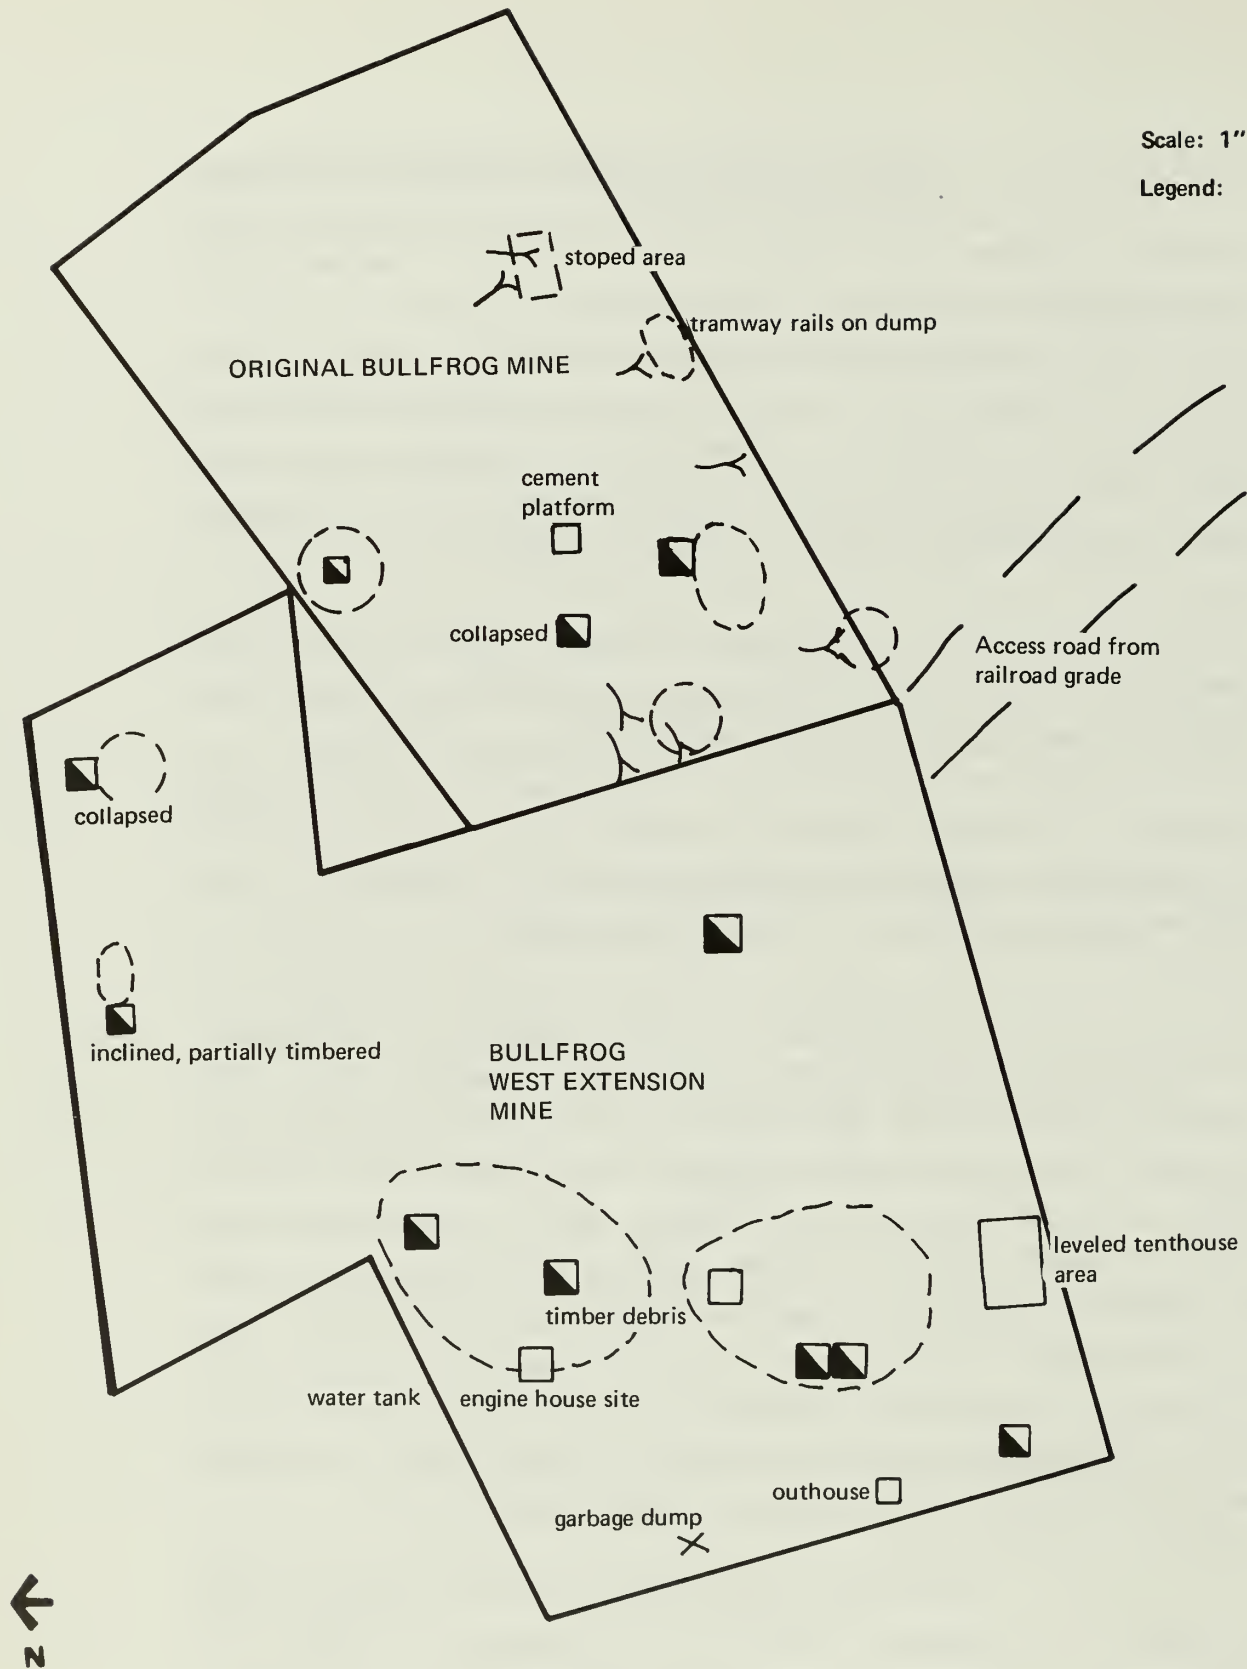 Scale: 1"
Legend:
stoped area
tramway rails on dump
ORIGINAL BULLFROG MINE
cement
platform
collapsed
Access road from
railroad grade
collapsed
inclined, partially timbered
BULLFROG
WEST EXTENSION
MINE
leveled tenthouse
area
timber debris
water tank
engine house site
outhouse
garbage dump
N